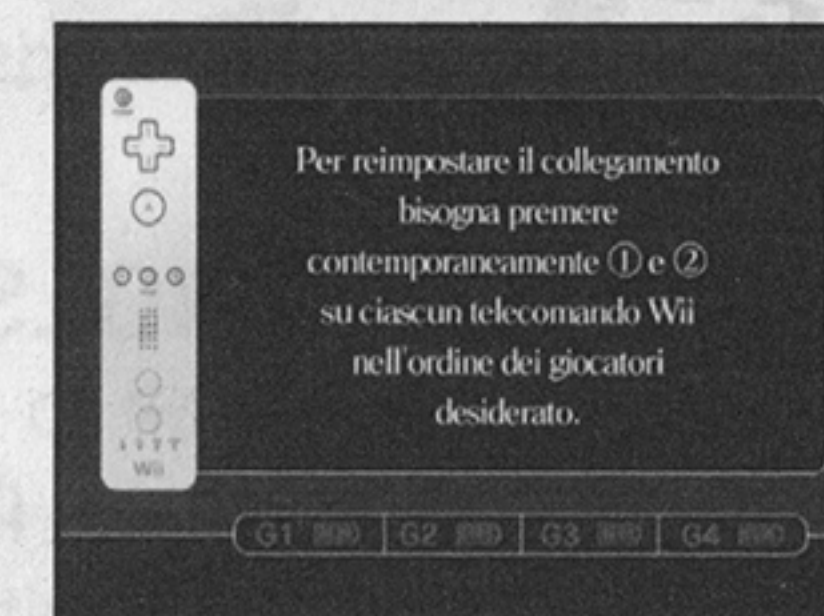 Per reimpostare il collegamento
bisogna premere
contemporaneamente ① e ②
su ciascun telecomando Wii
nell'ordine dei giocatori
desiderato.
Wii
G1 G2 G3 G4